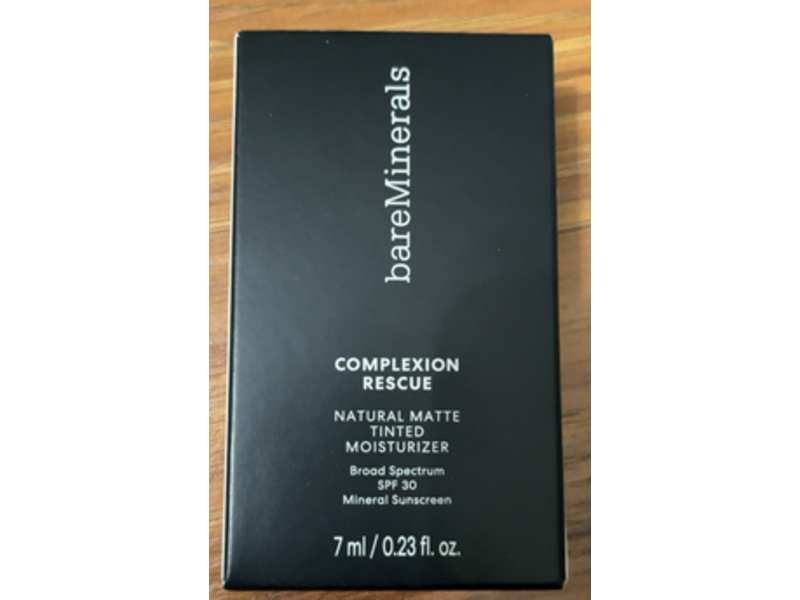 bareMinerals
COMPLEXION
RESCUE
NATURAL MATTE
TINTED
MOISTURIZER
Broad Spectrum
SPF 30
Mineral Sunscreen
7 ml / 0.23 fl. oz.